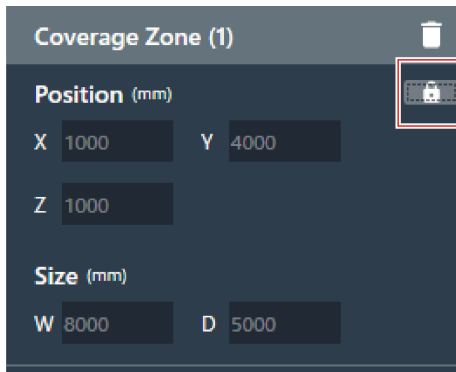 Coverage Zone (1)
Position (mm)
X 1000 Y 4000
Z 1000
Size (mm)
W 8000 D 5000